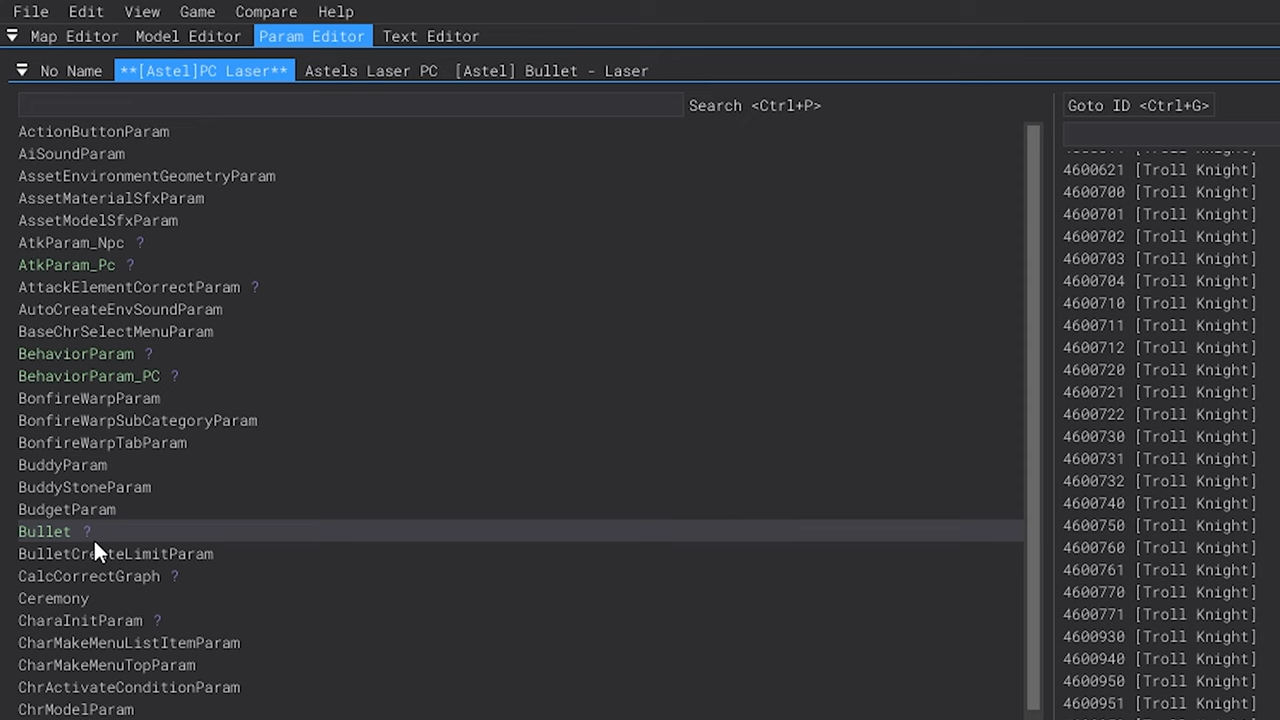 File Edit View Game Compare Help
Map Editor Model Editor Param Editor Text Editor
No Name **[Astel]PC Laser** Astels Laser PC [Astel] Bullet - Laser
Search <Ctrl+P>
ActionButtonParam
AiSoundParam
AssetEnvironmentGeometryParam
AssetMaterialSfxParam
AssetModelSfxParam
AtkParam_Npc ?
AtkParam_Pc ?
AttackElementCorrectParam ?
AutoCreateEnvSoundParam
BaseChrSelectMenuParam
BehaviorParam ?
BehaviorParam_PC ?
BonfireWarpParam
BonfireWarpSubCategoryParam
BonfireWarpTabParam
BuddyParam
BuddyStoneParam
BudgetParam
Bullet ?
BulletCreateLimitParam
CalcCorrectGraph ?
Ceremony
CharaInitParam ?
CharMakeMenuListItemParam
CharMakeMenuTopParam
ChrActivateConditionParam
ChrModelParam
Goto ID <Ctrl+G>
4600621 [Troll Knight]
4600700 [Troll Knight]
4600701 [Troll Knight]
4600702 [Troll Knight]
4600703 [Troll Knight]
4600704 [Troll Knight]
4600710 [Troll Knight]
4600711 [Troll Knight]
4600712 [Troll Knight]
4600720 [Troll Knight]
4600721 [Troll Knight]
4600722 [Troll Knight]
4600730 [Troll Knight]
4600731 [Troll Knight]
4600732 [Troll Knight]
4600740 [Troll Knight]
4600750 [Troll Knight]
4600760 [Troll Knight]
4600761 [Troll Knight]
4600770 [Troll Knight]
4600771 [Troll Knight]
4600930 [Troll Knight]
4600940 [Troll Knight]
4600950 [Troll Knight]
4600951 [Troll Knight]